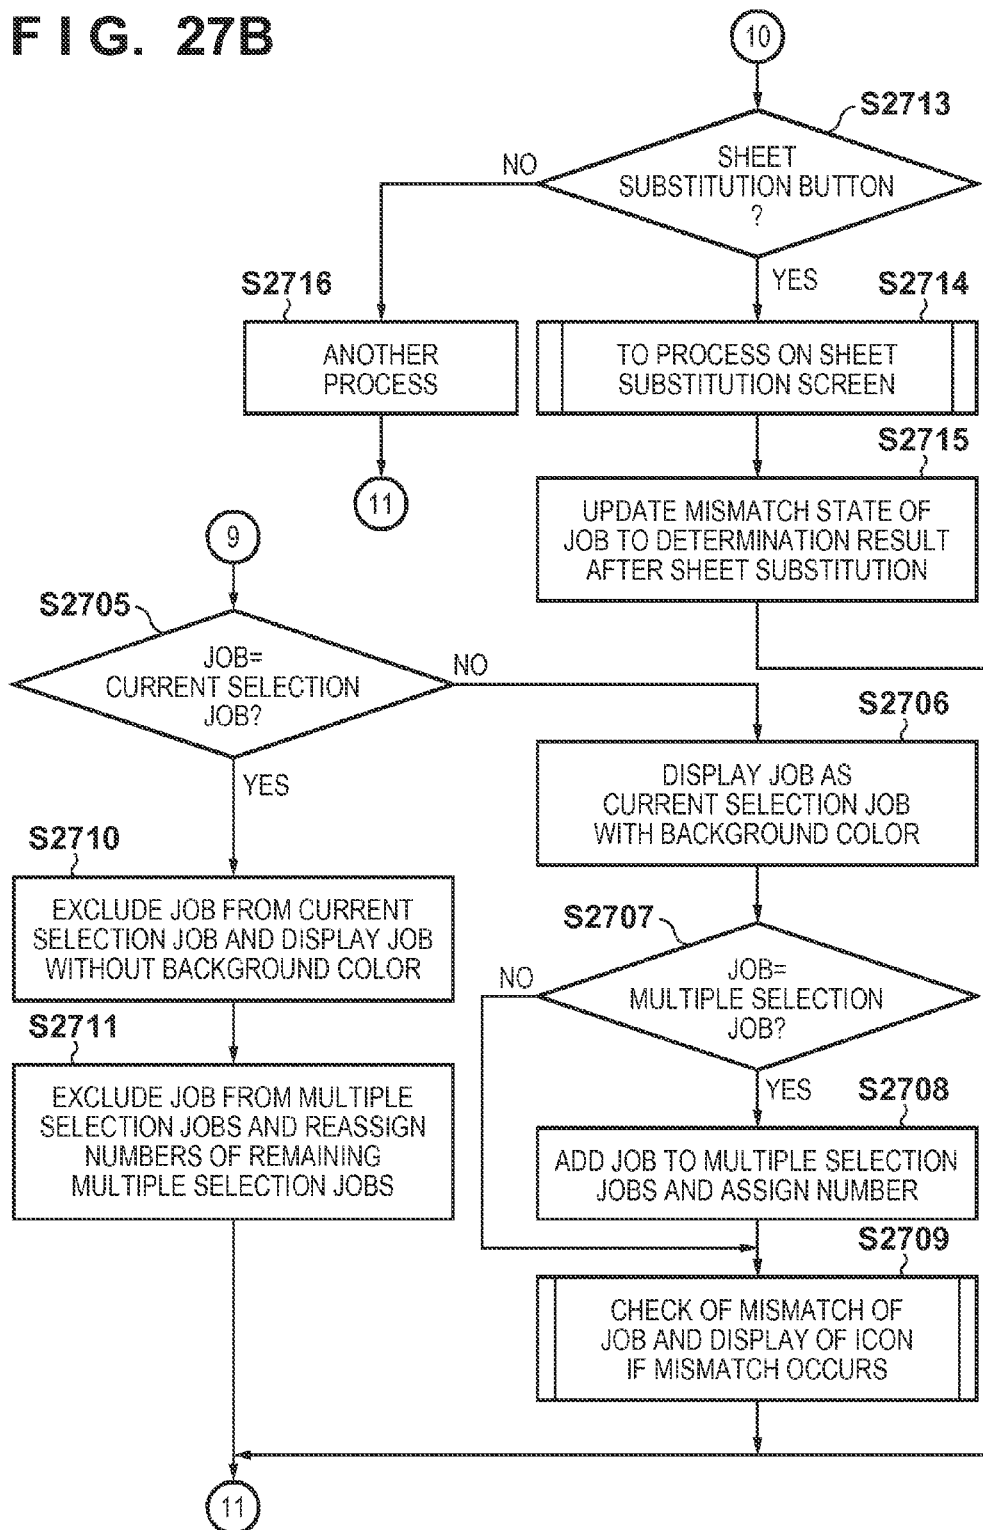 FIG. 27B
10
S2713
SHEET
SUBSTITUTION BUTTON
?
NO
YES
S2716
ANOTHER
PROCESS
11
S2714
TO PROCESS ON SHEET
SUBSTITUTION SCREEN
S2715
UPDATE MISMATCH STATE OF
JOB TO DETERMINATION RESULT
AFTER SHEET SUBSTITUTION
9
S2705
JOB=
CURRENT SELECTION
JOB?
NO
YES
S2706
DISPLAY JOB AS
CURRENT SELECTION JOB
WITH BACKGROUND COLOR
S2710
EXCLUDE JOB FROM CURRENT
SELECTION JOB AND DISPLAY JOB
WITHOUT BACKGROUND COLOR
S2707
JOB=
MULTIPLE SELECTION
JOB?
NO
YES
S2711
EXCLUDE JOB FROM MULTIPLE
SELECTION JOBS AND REASSIGN
NUMBERS OF REMAINING
MULTIPLE SELECTION JOBS
S2708
ADD JOB TO MULTIPLE SELECTION
JOBS AND ASSIGN NUMBER
S2709
CHECK OF MISMATCH OF
JOB AND DISPLAY OF ICON
IF MISMATCH OCCURS
11